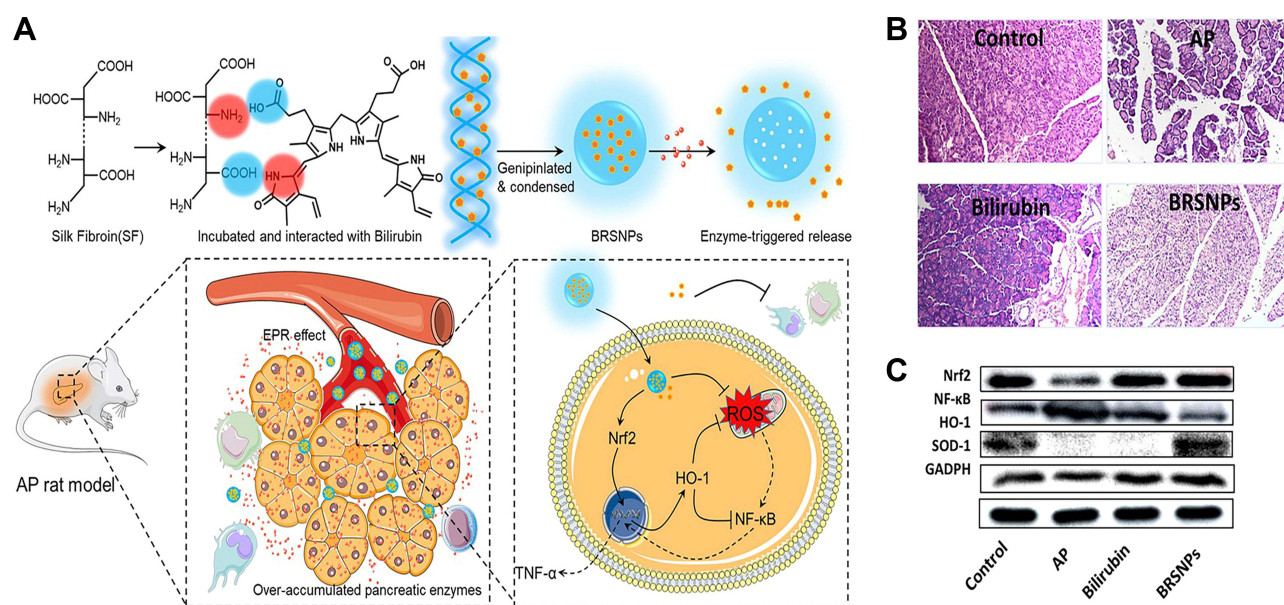 A
COOH
HOOC
NH₂
H₂N
COOH
H₂N
Silk Fibroin(SF)
COOH
HOOC
NH₂
H₂N
COOH
H₂N
O
HO
O
OH
NH
HN
HN
O
NH
O
Incubated and interacted with Bilirubin
Genipinlated
& condensed
BRSNPs
Enzyme-triggered release
AP rat model
EPR effect
Over-accumulated pancreatic enzymes
ROS
Nrf2
HO-1
NF-κB
TNF-α
B
Control
AP
Bilirubin
BRSNPs
C
Nrf2
NF-κB
HO-1
SOD-1
GADPH
Control
AP
Bilirubin
BRSNPs